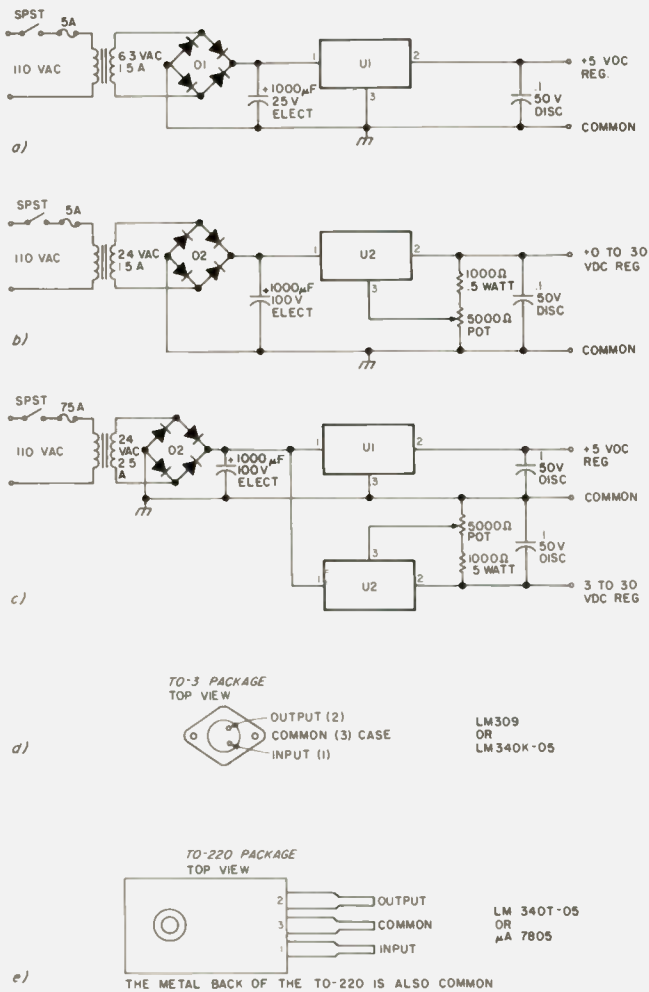 a)
SPST
5A
110 VAC
6.3 VAC
1.5 A
D1
+1000µF
25V
ELECT
1
U1
2
3
.1
50V
DISC
+5 VDC
REG.
COMMON
b)
SPST
5A
110 VAC
24 VAC
1.5 A
D2
+1000µF
100V
ELECT
1
U2
2
3
1000Ω
.5 WATT
5000Ω
POT
.1
50V
DISC
+0 TO 30
VDC REG
COMMON
c)
SPST
75A
110 VAC
24
VAC
2.5
A
D2
+1000µF
100V
ELECT
1
U1
2
3
.1
50V
DISC
+5 VDC
REG
COMMON
5000Ω
POT
1000Ω
.5 WATT
.1
50V
DISC
3
1
U2
2
3 TO 30
VDC REG
d)
TO-3 PACKAGE
TOP VIEW
OUTPUT (2)
COMMON (3) CASE
INPUT (1)
LM309
OR
LM340K-05
e)
TO-220 PACKAGE
TOP VIEW
2 OUTPUT
3 COMMON
1 INPUT
LM 340T-05
OR
µA 7805
THE METAL BACK OF THE TO-220 IS ALSO COMMON